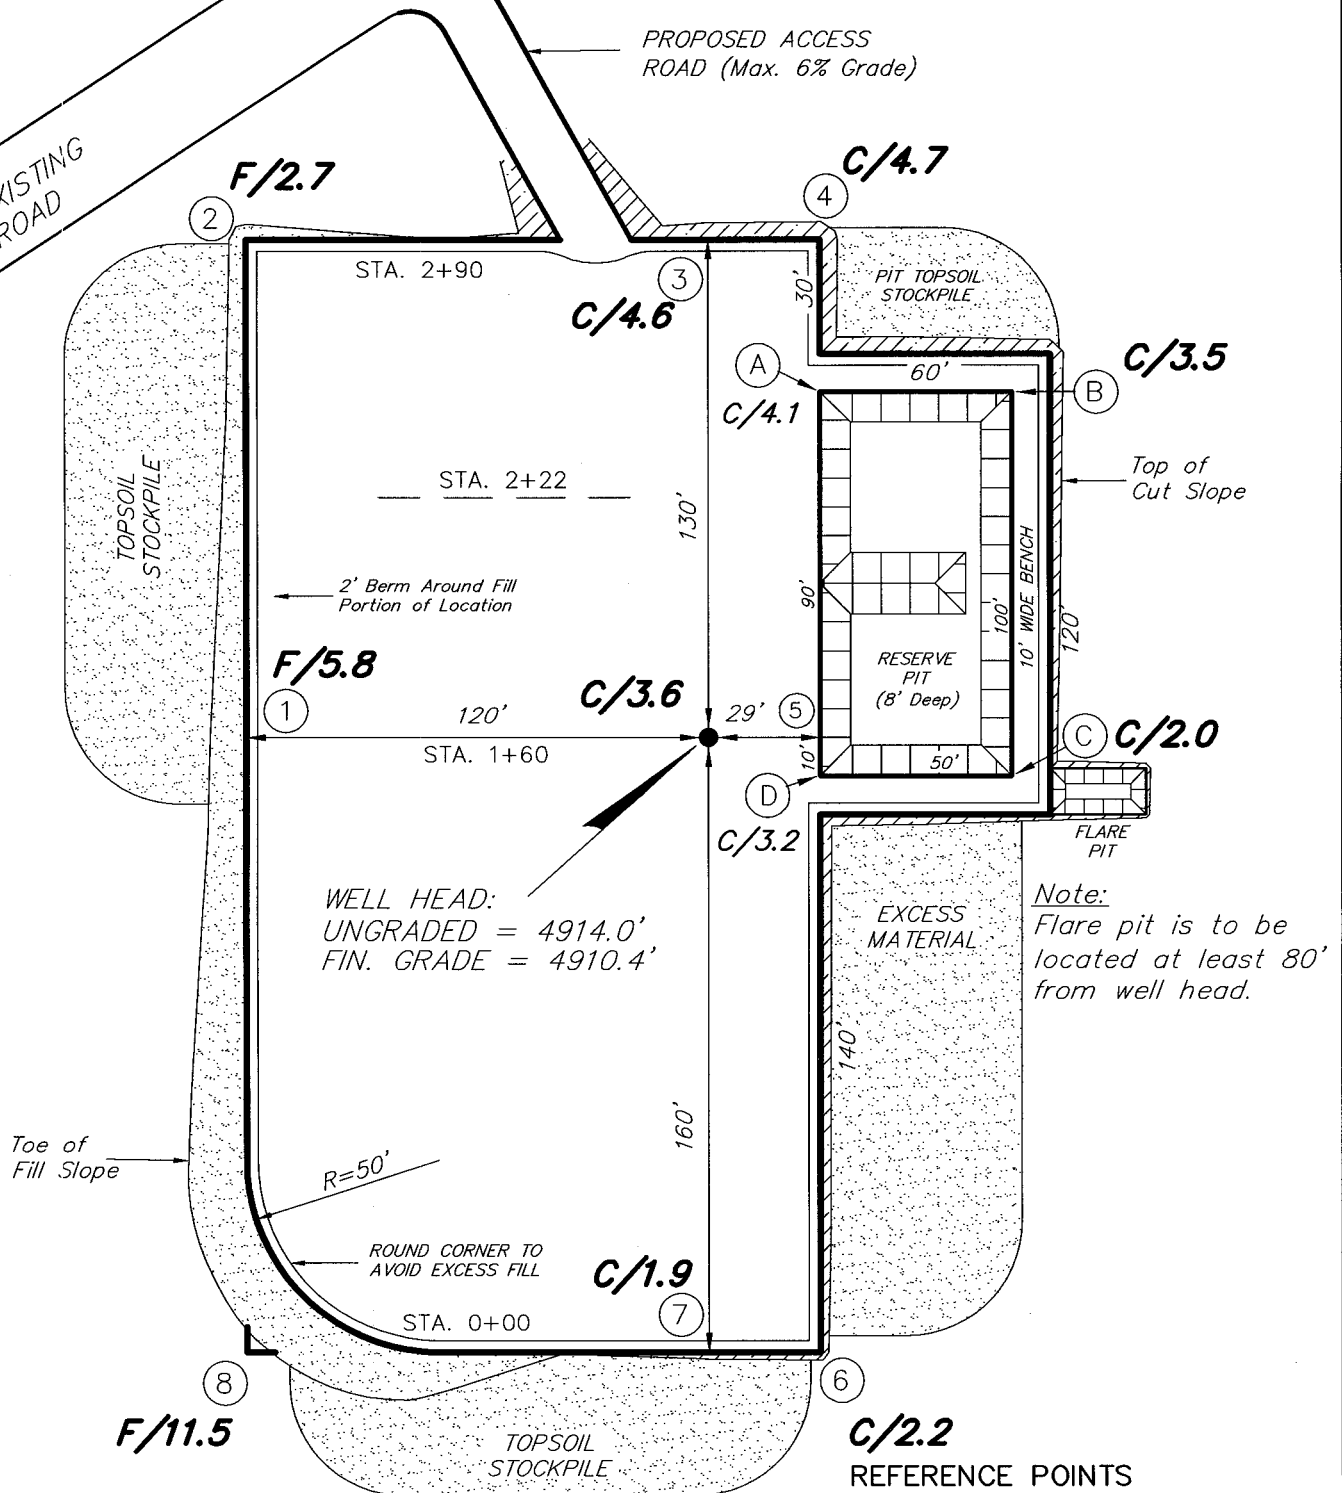 PROPOSED ACCESS
ROAD (Max. 6% Grade)
XISTING
ROAD
F/2.7
C/4.7
2
4
STA. 2+90
3
C/4.6
30'
PIT TOPSOIL
STOCKPILE
C/3.5
A
60'
B
C/4.1
TOPSOIL
STOCKPILE
STA. 2+22
130'
Top of
Cut Slope
2' Berm Around Fill
Portion of Location
90'
100'
10' WIDE BENCH
120'
F/5.8
1
C/3.6
RESERVE
PIT
(8' Deep)
120'
29'
5
STA. 1+60
10'
50'
C
C/2.0
D
C/3.2
FLARE
PIT
WELL HEAD:
UNGRADED = 4914.0'
FIN. GRADE = 4910.4'
EXCESS
MATERIAL
Note:
Flare pit is to be
located at least 80'
from well head.
140'
160'
Toe of
Fill Slope
R=50'
ROUND CORNER TO
AVOID EXCESS FILL
C/1.9
7
STA. 0+00
8
6
F/11.5
C/2.2
TOPSOIL
STOCKPILE
REFERENCE POINTS